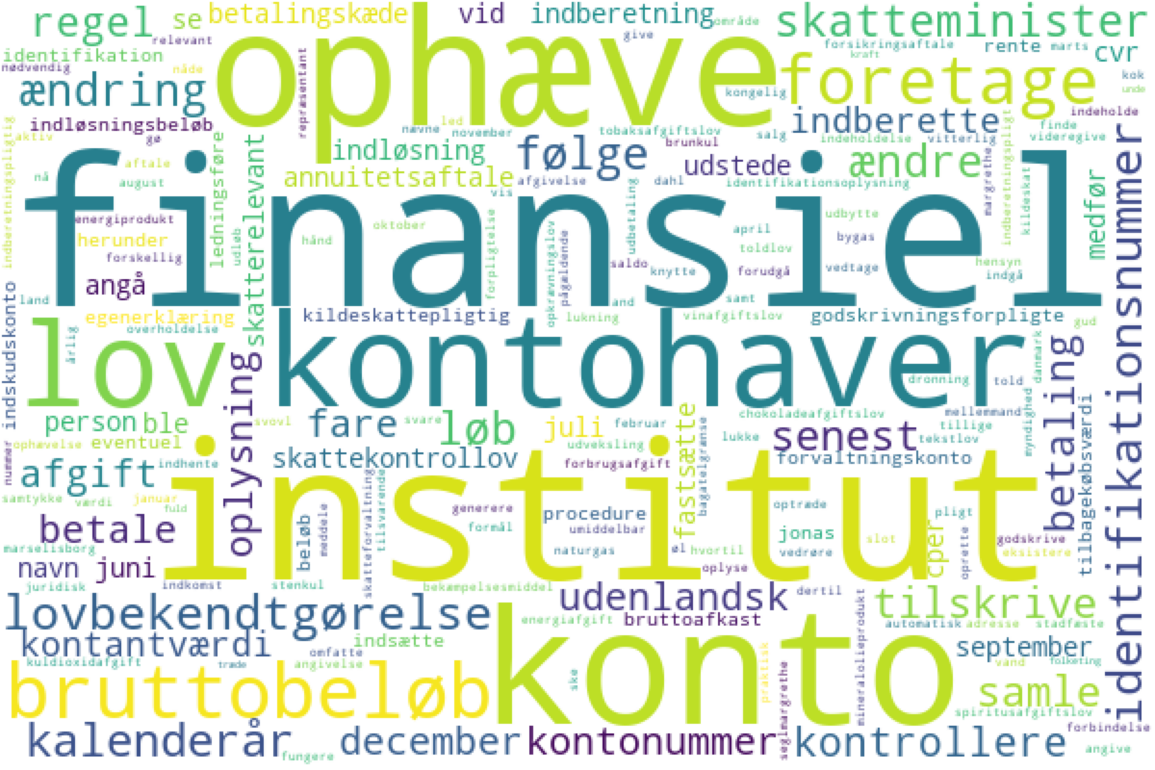 regel
se
betalingskæde
vid
indberetning
område
skatteminister
relevant
give
forsikringsaftale
rente
marts
kraft
cvr
identifikation
nødvendig
nåde
ændring
repræsentant
ophæve
kongelig
foretage
kok
unde
indløsningsbeløb
aktiv
gø
led
november
nævne
tobaksafgiftslov
salg
indberette
indeholde
finde
videregive
indeholdelse
vitterlig
indløsning
brunkul
følge
udstede
ændre
aftale
nå
august
annuitetsaftale
vis
afgivelse
dahl
identifikationsoplysning
margrethe
indberetningspligt
kildeskat
medfør
indberetningspligtig
energiprodukt
herunder
forskellig
ledningsføre
udløb
skatterelevant
hånd
oktober
forpligtelse
finansiel
opkrævningslov
pågældende
udbetaling
saldo
knytte
april
toldlov
forudgå
udbytte
bygas
vedtage
hensyn
indgå
angå
land
egenerklæring
overholdelse
årlig
indskudskonto
kildeskattepligtig
and
lukning
samt
vinafgiftslov
godskrivningsforpligte
gud
lov
kontohaver
dronning
told
danmark
identifikationsnummer
person
ble
eventuel
ophævelse
nummer
svovl
oplysning
fare
svare
løb
juli
februar
udveksling
fastsætte
bagatelgrænse
lukke
chokoladeafgiftslov
senest
mellemmand
tillige
tekstlov
myndighed
betaling
tilbagekøbsværdi
afgift
indhente
skattekontrollov
forbrugsafgift
forvaltningskonto
samtykke
værdi
januar
fuld
institut
betale
beløb
meddele
skatteforvaltning
tilsvarende
generere
formål
procedure
umiddelbar
naturgas
øl
hvortil
oplyse
optræde
jonas
vedrøre
slot
cper
pligt
oprette
godskrive
eksistere
marselisborg
navn
juni
juridisk
indkomst
stenkul
bekæmpelsesmiddel
dertil
lovbekendtgørelse
energiafgift
udenlandsk
bruttoafkast
tilskrive
automatisk
adresse
stadfæste
kontantværdi
indsætte
omfatte
kuldioxidafgift
træde
angivelse
konto
mineralolieprodukt
september
vand
folketing
bruttobeløb
ske
praktisk
seglmargrethe
samle
spiritusafgiftslov
forbindelse
kalenderår
fungere
december
kontonummer
kontrollere
angive